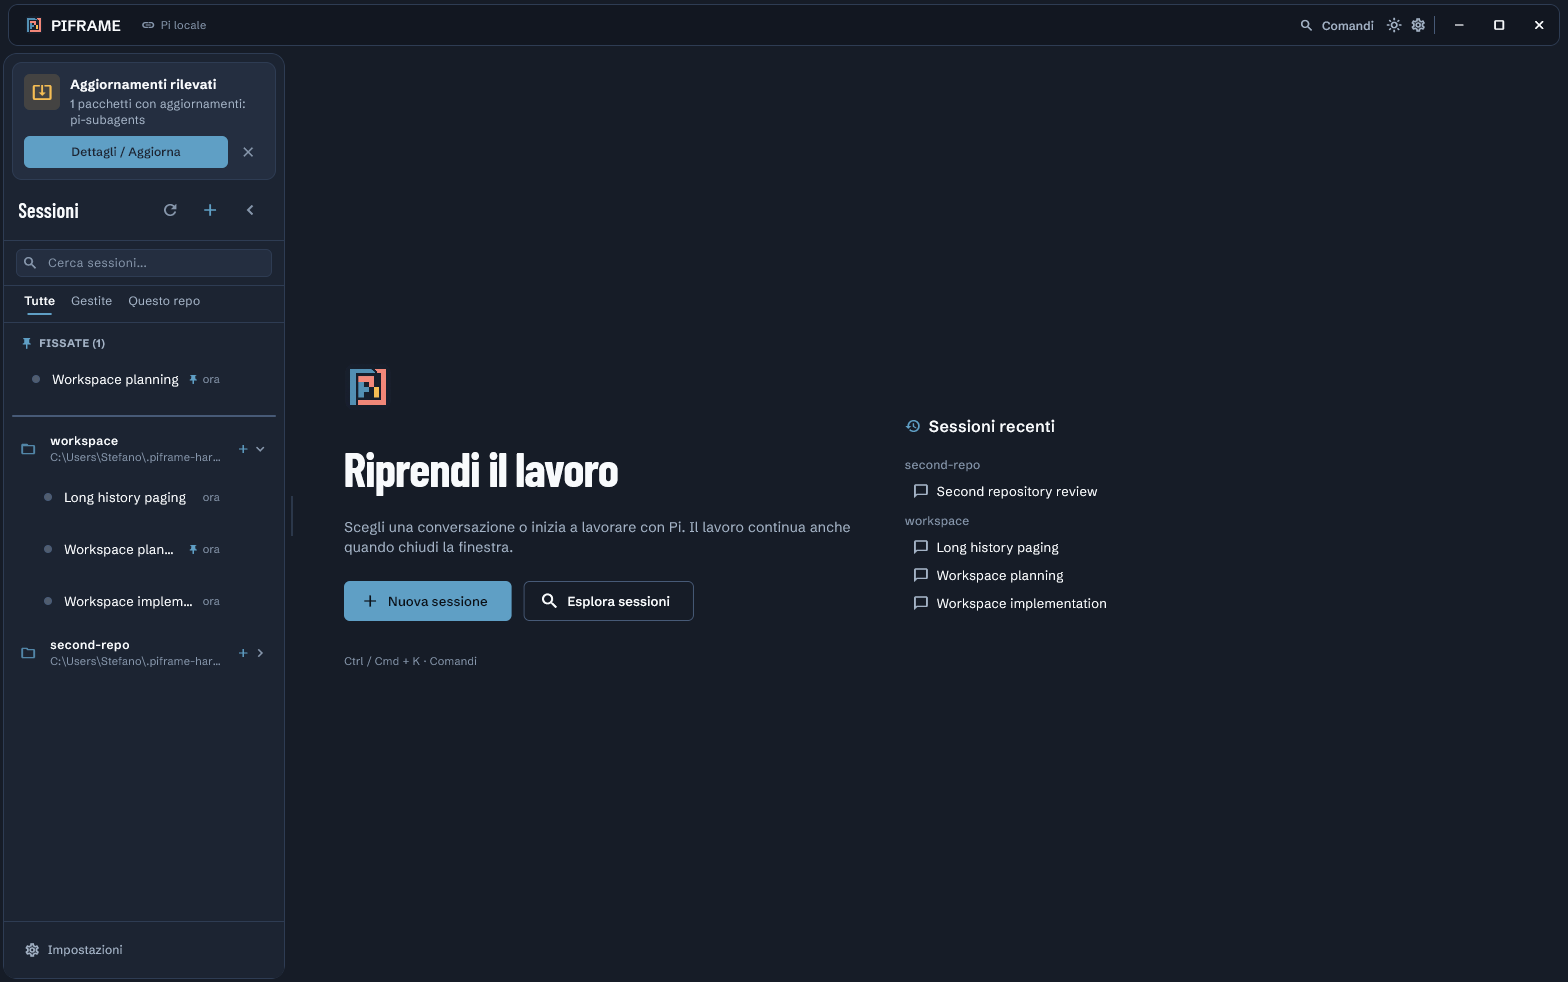 PIFRAME
Pi locale
Comandi
Aggiornamenti rilevati
1 pacchetti con aggiornamenti:
pi-subagents
Dettagli / Aggiorna
Sessioni
Cerca sessioni...
Tutte Gestite Questo repo
FISSATE (1)
Workspace planning ora
workspace
C:\Users\Stefano\.piframe-har...
Long history paging ora
Workspace plan... ora
Workspace implem... ora
second-repo
C:\Users\Stefano\.piframe-har...
Impostazioni
Riprendi il lavoro
Scegli una conversazione o inizia a lavorare con Pi. Il lavoro continua anche
quando chiudi la finestra.
Nuova sessione
Esplora sessioni
Ctrl / Cmd + K · Comandi
Sessioni recenti
second-repo
Second repository review
workspace
Long history paging
Workspace planning
Workspace implementation